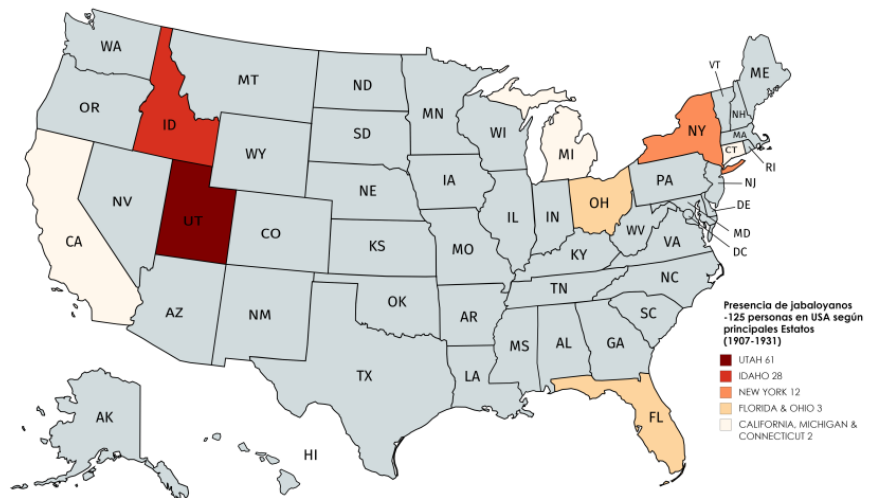 WA
MT
ND
MN
VT
ME
OR
ID
SD
WI
NH
NY
MA
WY
MI
CT
RI
IA
PA
NJ
NE
NV
UT
OH
DE
IL
IN
CO
WV
MD
CA
KS
MO
VA
DC
KY
NC
TN
OK
AZ
NM
AR
SC
MS
AL
GA
TX
LA
AK
FL
HI
Presencia de jabaloyanos
-125 personas en USA según
principales Estatos
(1907-1931)
UTAH 61
IDAHO 28
NEW YORK 12
FLORIDA & OHIO 3
CALIFORNIA, MICHIGAN &
CONNECTICUT 2